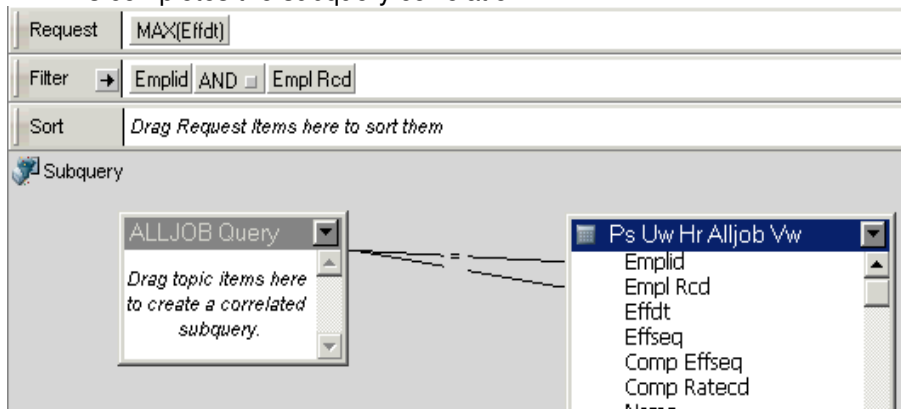 Request MAX(Effdt)
Filter Emplid AND Empl Rcd
Sort Drag Request Items here to sort them
Subquery
ALLJOB Query
Drag topic items here
to create a correlated
subquery.
=
Ps Uw Hr Alljob Vw
Emplid
Empl Rcd
Effdt
Effseq
Comp Effseq
Comp Ratecd